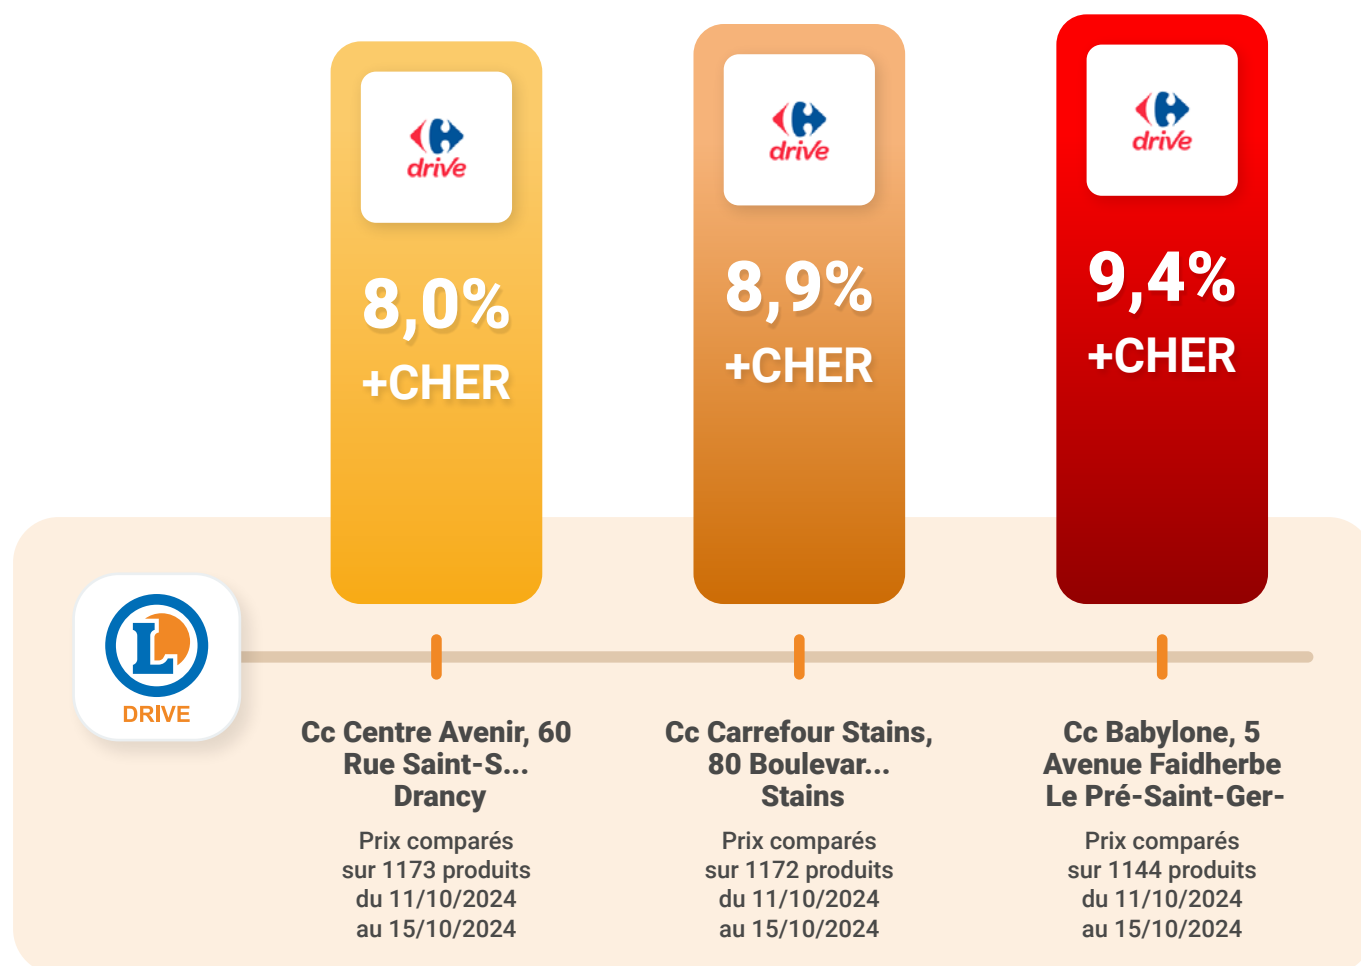 drive
8,0%
+CHER
drive
8,9%
+CHER
drive
9,4%
+CHER
L
DRIVE
Cc Centre Avenir, 60
Rue Saint-S...
Drancy
Prix comparés
sur 1173 produits
du 11/10/2024
au 15/10/2024
Cc Carrefour Stains,
80 Boulevar...
Stains
Prix comparés
sur 1172 produits
du 11/10/2024
au 15/10/2024
Cc Babylone, 5
Avenue Faidherbe
Le Pré-Saint-Ger-
Prix comparés
sur 1144 produits
du 11/10/2024
au 15/10/2024